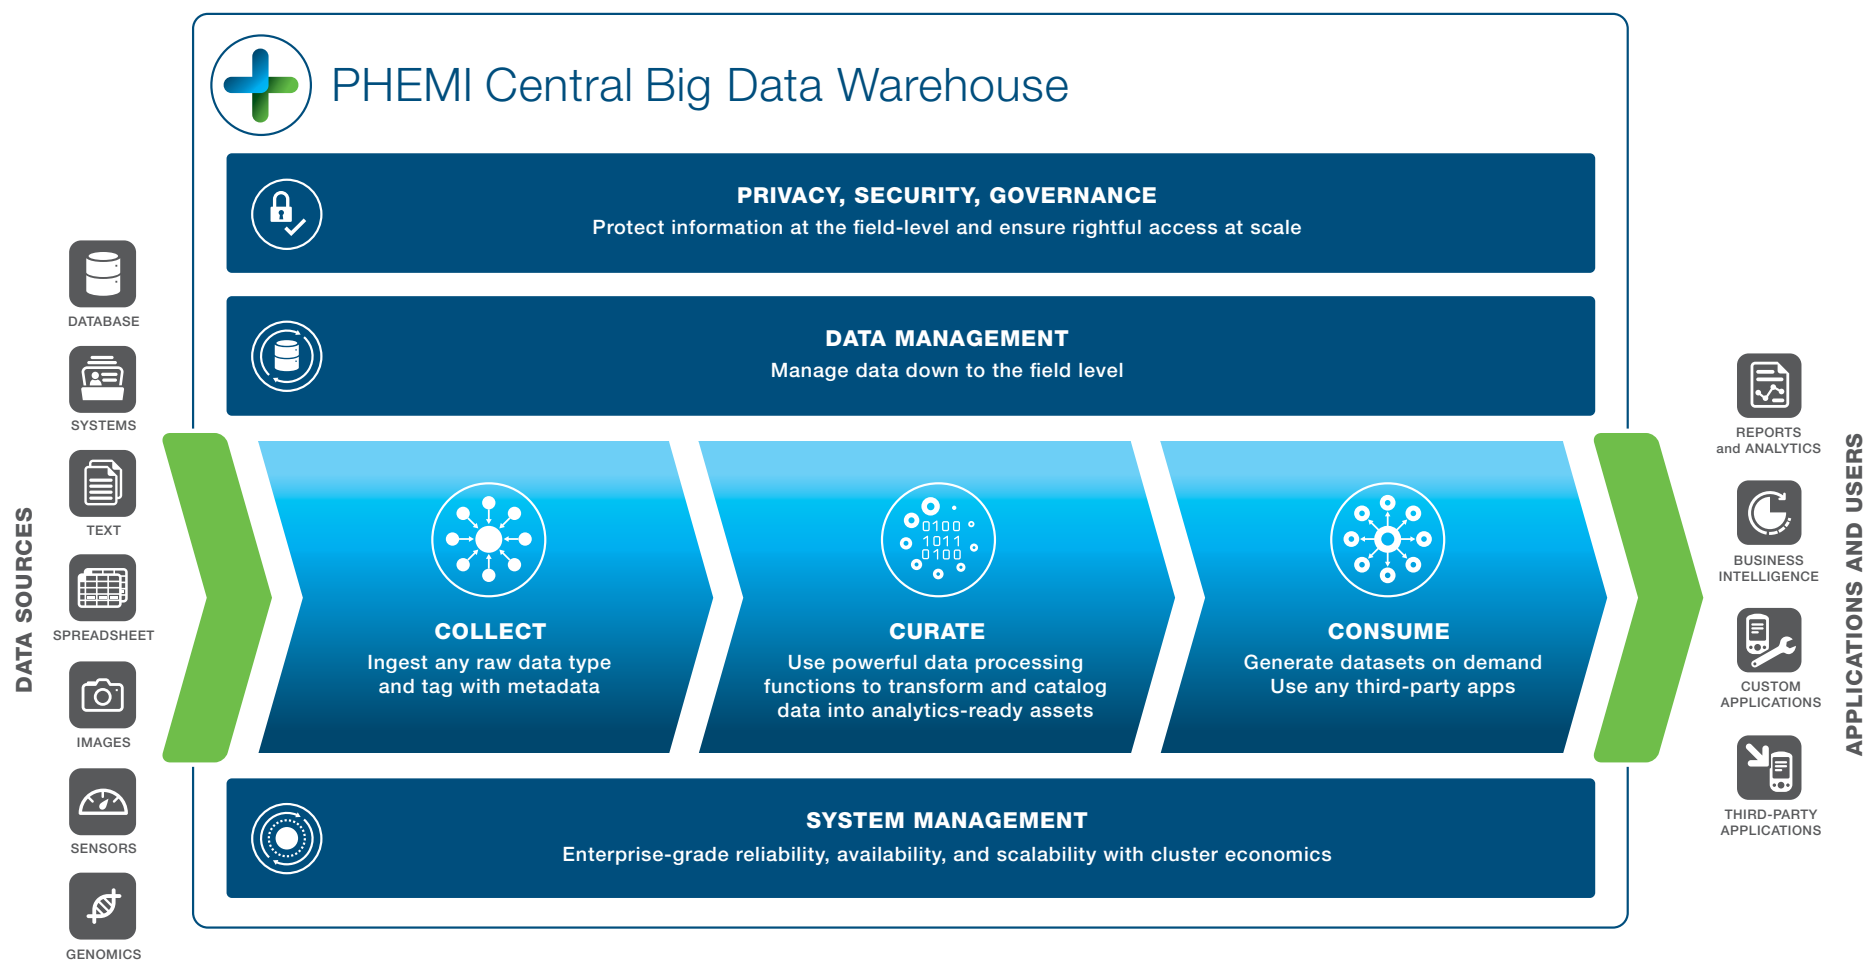 PHEMI Central Big Data Warehouse
PRIVACY, SECURITY, GOVERNANCE
Protect information at the field-level and ensure rightful access at scale
DATA MANAGEMENT
Manage data down to the field level
DATA SOURCES
DATABASE
SYSTEMS
TEXT
SPREADSHEET
IMAGES
SENSORS
GENOMICS
0100
1011
0100
COLLECT
Ingest any raw data type
and tag with metadata
CURATE
Use powerful data processing
functions to transform and catalog
data into analytics-ready assets
CONSUME
Generate datasets on demand
Use any third-party apps
SYSTEM MANAGEMENT
Enterprise-grade reliability, availability, and scalability with cluster economics
REPORTS
and ANALYTICS
BUSINESS
INTELLIGENCE
CUSTOM
APPLICATIONS
THIRD-PARTY
APPLICATIONS
APPLICATIONS AND USERS